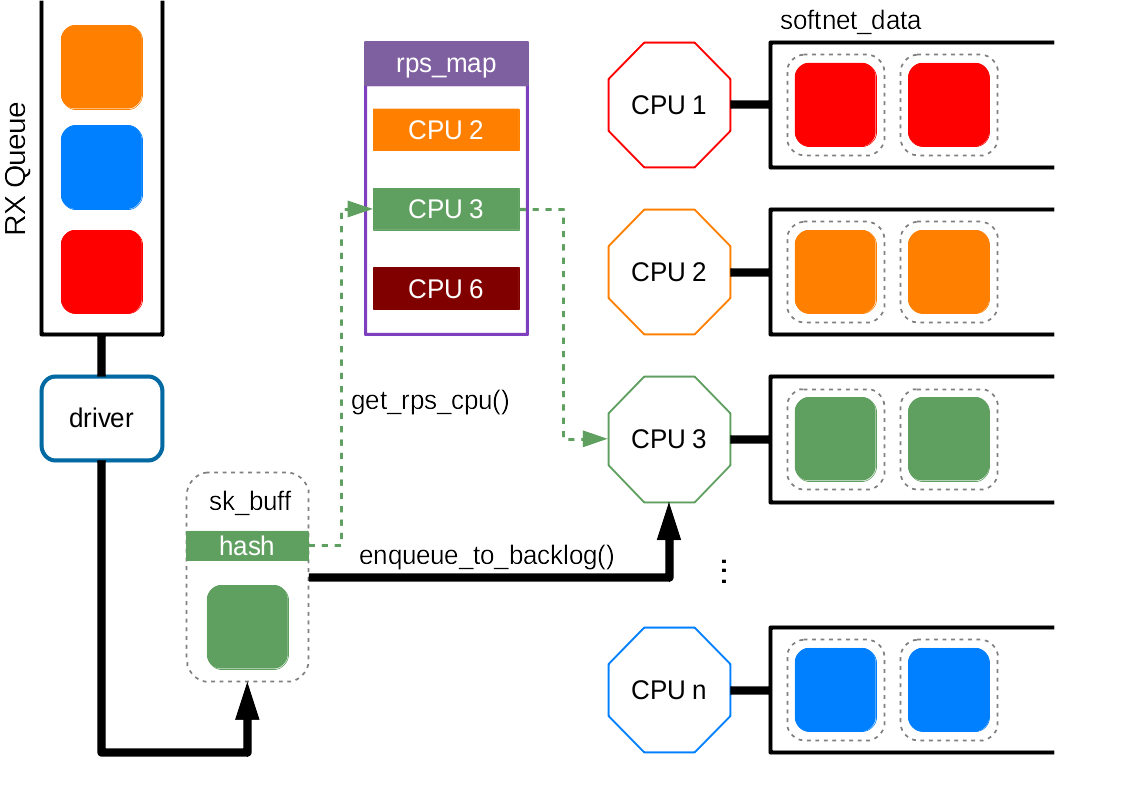 softnet_data
RX Queue
rps_map
CPU 2
CPU 3
CPU 6
CPU 1
CPU 2
CPU 3
driver
get_rps_cpu()
sk_buff
hash
enqueue_to_backlog()
...
CPU n